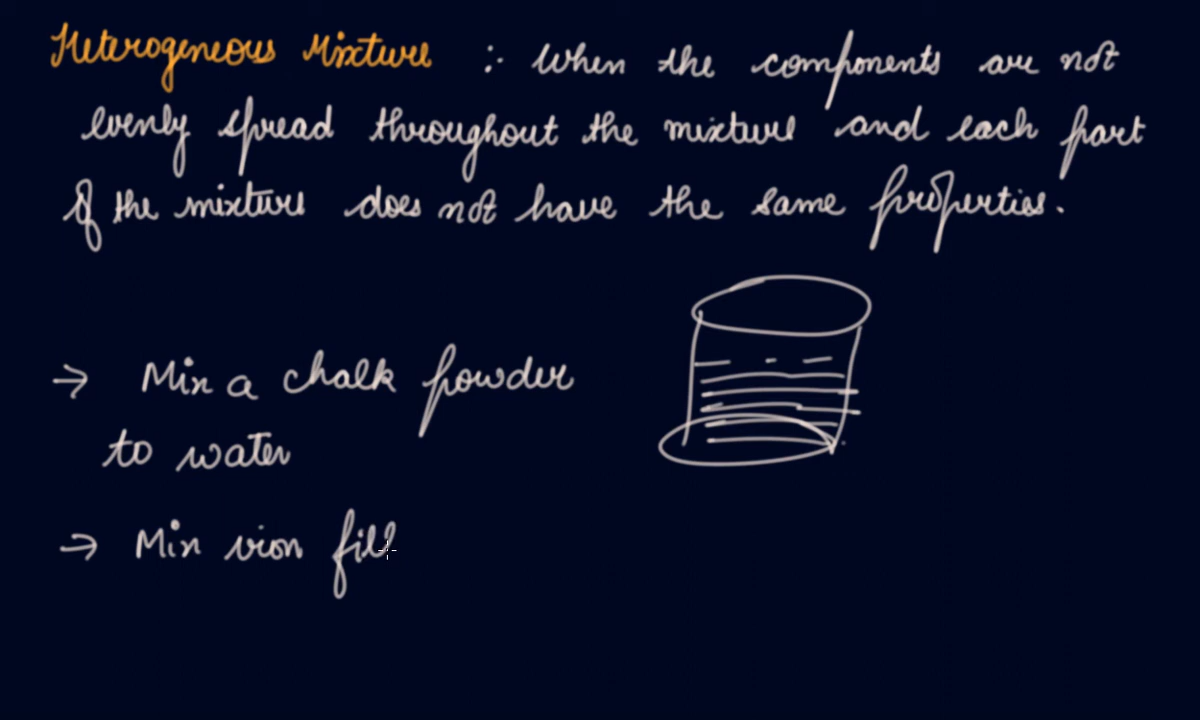 Heterogeneous Mixture :- When the components are not
evenly spread throughout the mixture and each part
of the mixture does not have the same properties.
→ Mix a chalk powder
to water
→ Mix iron fill